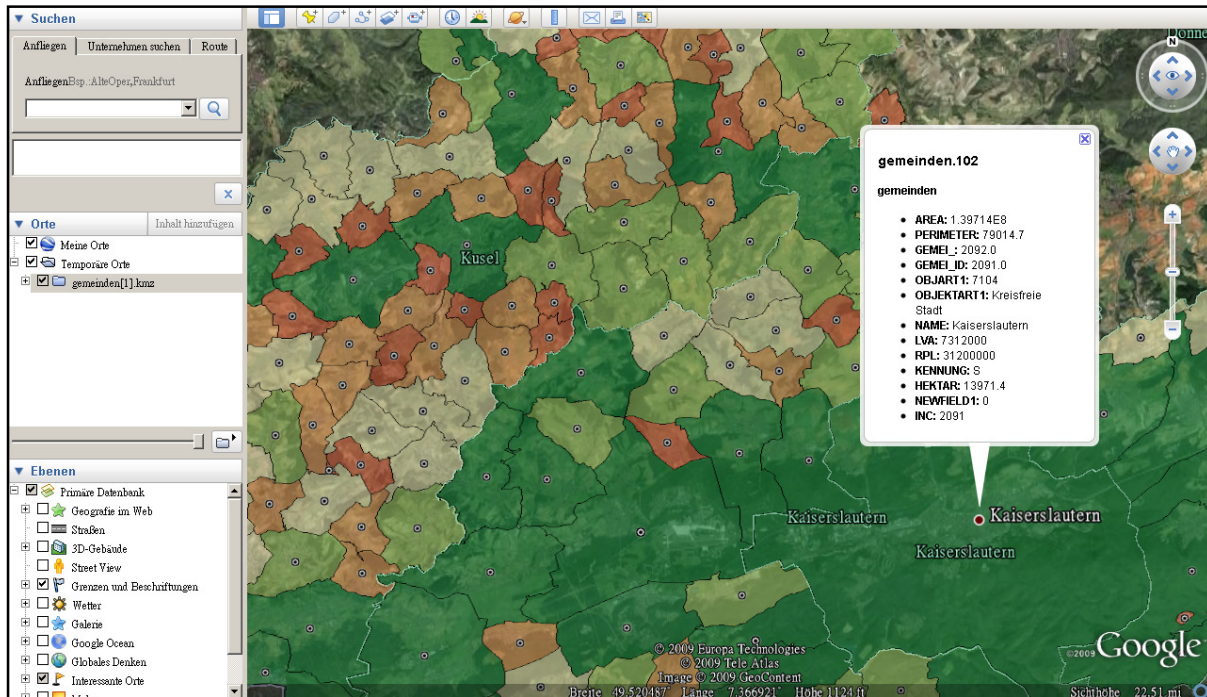 Suchen
Anfliegen
Unternehmen suchen
Route
AnfliegenBsp.:AlteOper,Frankfurt
Orte
Inhalt hinzufügen
Meine Orte
Temporäre Orte
gemeinden[1].kmz
Ebenen
Primäre Datenbank
Geografie im Web
Straßen
3D-Gebäude
Street View
Grenzen und Beschriftungen
Wetter
Galerie
Google Ocean
Globales Denken
Interessante Orte
Kusel
N
gemeinden.102
gemeinden
AREA: 1.39714E8
PERIMETER: 79014.7
GEMEI_: 2092.0
GEMEI_ID: 2091.0
OBJART1: 7104
OBJEKTART1: Kreisfreie
Stadt
NAME: Kaiserslautern
LVA: 7312000
RPL: 31200000
KENNUNG: S
HEKTAR: 13971.4
NEWFIELD1: 0
INC: 2091
Kaiserslautern
Kaiserslautern
Kaiserslautern
© 2009 Europa Technologies
© 2009 Tele Atlas
Image © 2009 GeoContent
©2009 Google
Breite 49.520487° Länge 7.366921° Höhe 1124 ft
Sichthöhe 22.51 mi